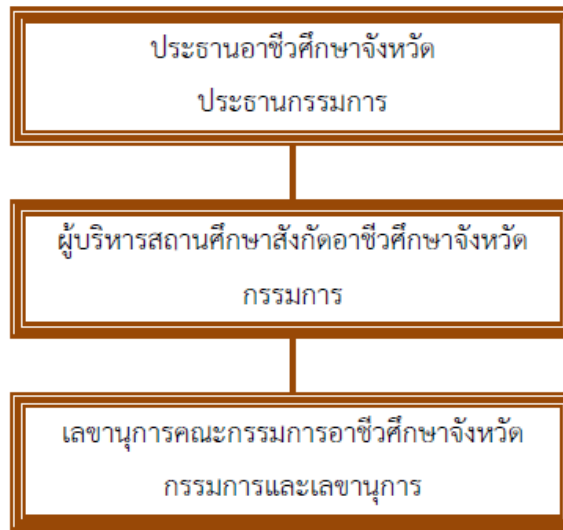 ประธานอาชีวศึกษาจังหวัด
ประธานกรรมการ
ผู้บริหารสถานศึกษาสังกัดอาชีวศึกษาจังหวัด
กรรมการ
เลขานุการคณะกรรมการอาชีวศึกษาจังหวัด
กรรมการและเลขานุการ